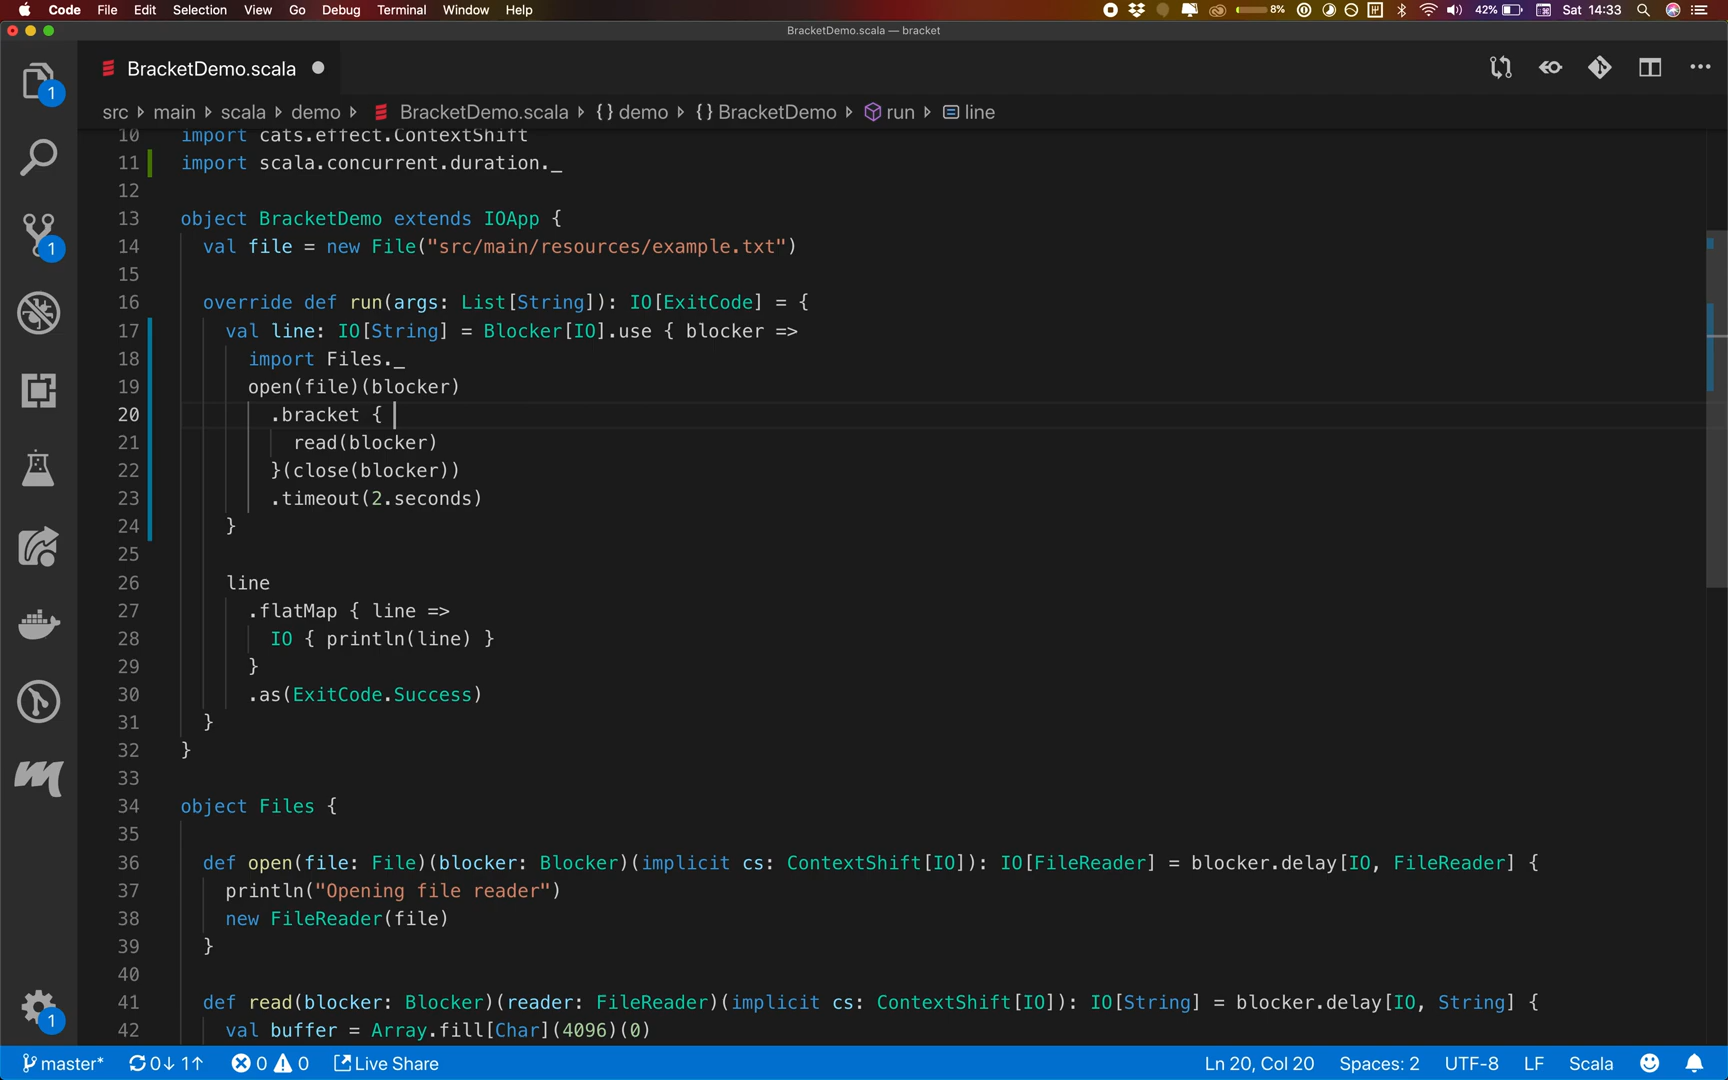 Code File Edit Selection View Go Debug Terminal Window Help 8% 42% Sat 14:33
BracketDemo.scala — bracket
BracketDemo.scala
src main scala demo BracketDemo.scala {} demo {} BracketDemo run line
10 import cats.effect.ContextShift
11 import scala.concurrent.duration._
12
13 object BracketDemo extends IOApp {
14 val file = new File("src/main/resources/example.txt")
15
16 override def run(args: List[String]): IO[ExitCode] = {
17 val line: IO[String] = Blocker[IO].use { blocker =>
18 import Files._
19 open(file)(blocker)
20 .bracket {
21 read(blocker)
22 }(close(blocker))
23 .timeout(2.seconds)
24 }
25
26 line
27 .flatMap { line =>
28 IO { println(line) }
29 }
30 .as(ExitCode.Success)
31 }
32 }
33
34 object Files {
35
36 def open(file: File)(blocker: Blocker)(implicit cs: ContextShift[IO]): IO[FileReader] = blocker.delay[IO, FileReader] {
37 println("Opening file reader")
38 new FileReader(file)
39 }
40
41 def read(blocker: Blocker)(reader: FileReader)(implicit cs: ContextShift[IO]): IO[String] = blocker.delay[IO, String] {
42 val buffer = Array.fill[Char](4096)(0)
1
1
1
master* 0↓ 1↑ 0 0 Live Share Ln 20, Col 20 Spaces: 2 UTF-8 LF Scala